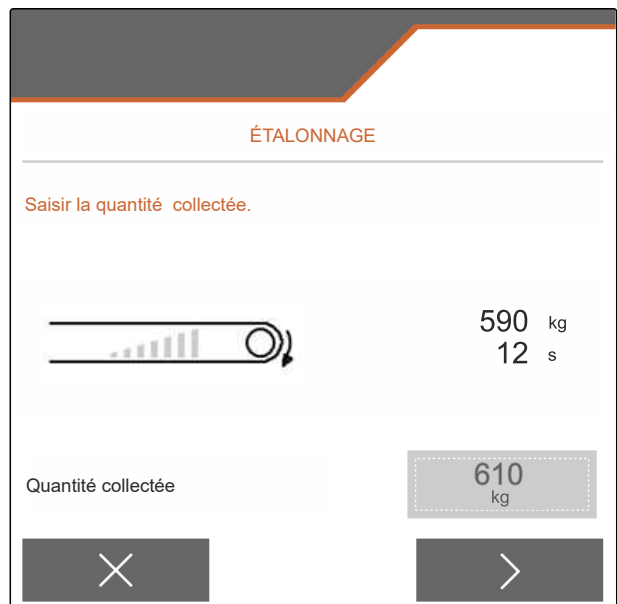 ÉTALONNAGE
Saisir la quantité collectée.
590 kg
12 s
Quantité collectée
610
kg